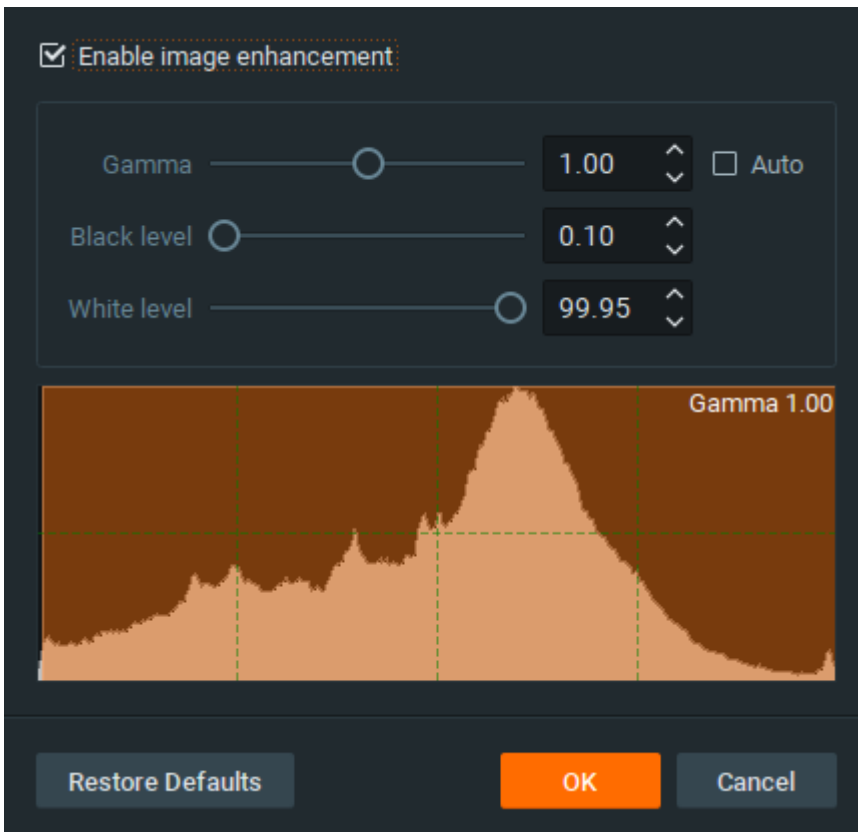 Enable image enhancement
Gamma 1.00 Auto
Black level 0.10
White level 99.95
Gamma 1.00
Restore Defaults OK Cancel